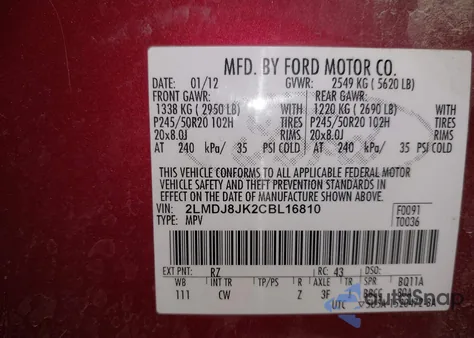 MFD. BY FORD MOTOR CO.
DATE: 01/12 GVWR: 2549 KG ( 5620 LB)
FRONT GAWR: REAR GAWR:
1338 KG ( 2950 LB) WITH 1220 KG ( 2690 LB) WITH
P245/50R20 102H TIRES P245/50R20 102H TIRES
20x8.0J RIMS 20x8.0J RIMS
AT 240 kPa/ 35 PSI COLD AT 240 kPa/ 35 PSI COLD
THIS VEHICLE CONFORMS TO ALL APPLICABLE FEDERAL MOTOR
VEHICLE SAFETY AND THEFT PREVENTION STANDARDS IN
EFFECT ON THE DATE OF MANUFACTURE SHOWN ABOVE.
VIN: 2LMDJ8JK2CBL16810 F0091
TYPE: MPV T0036
EXT PNT: RZ RC: 43 DSO:
WB INT TR TP/PS R AXLE TR SPR BQ11A
111 CW Z 3F
autoSnap
UTC